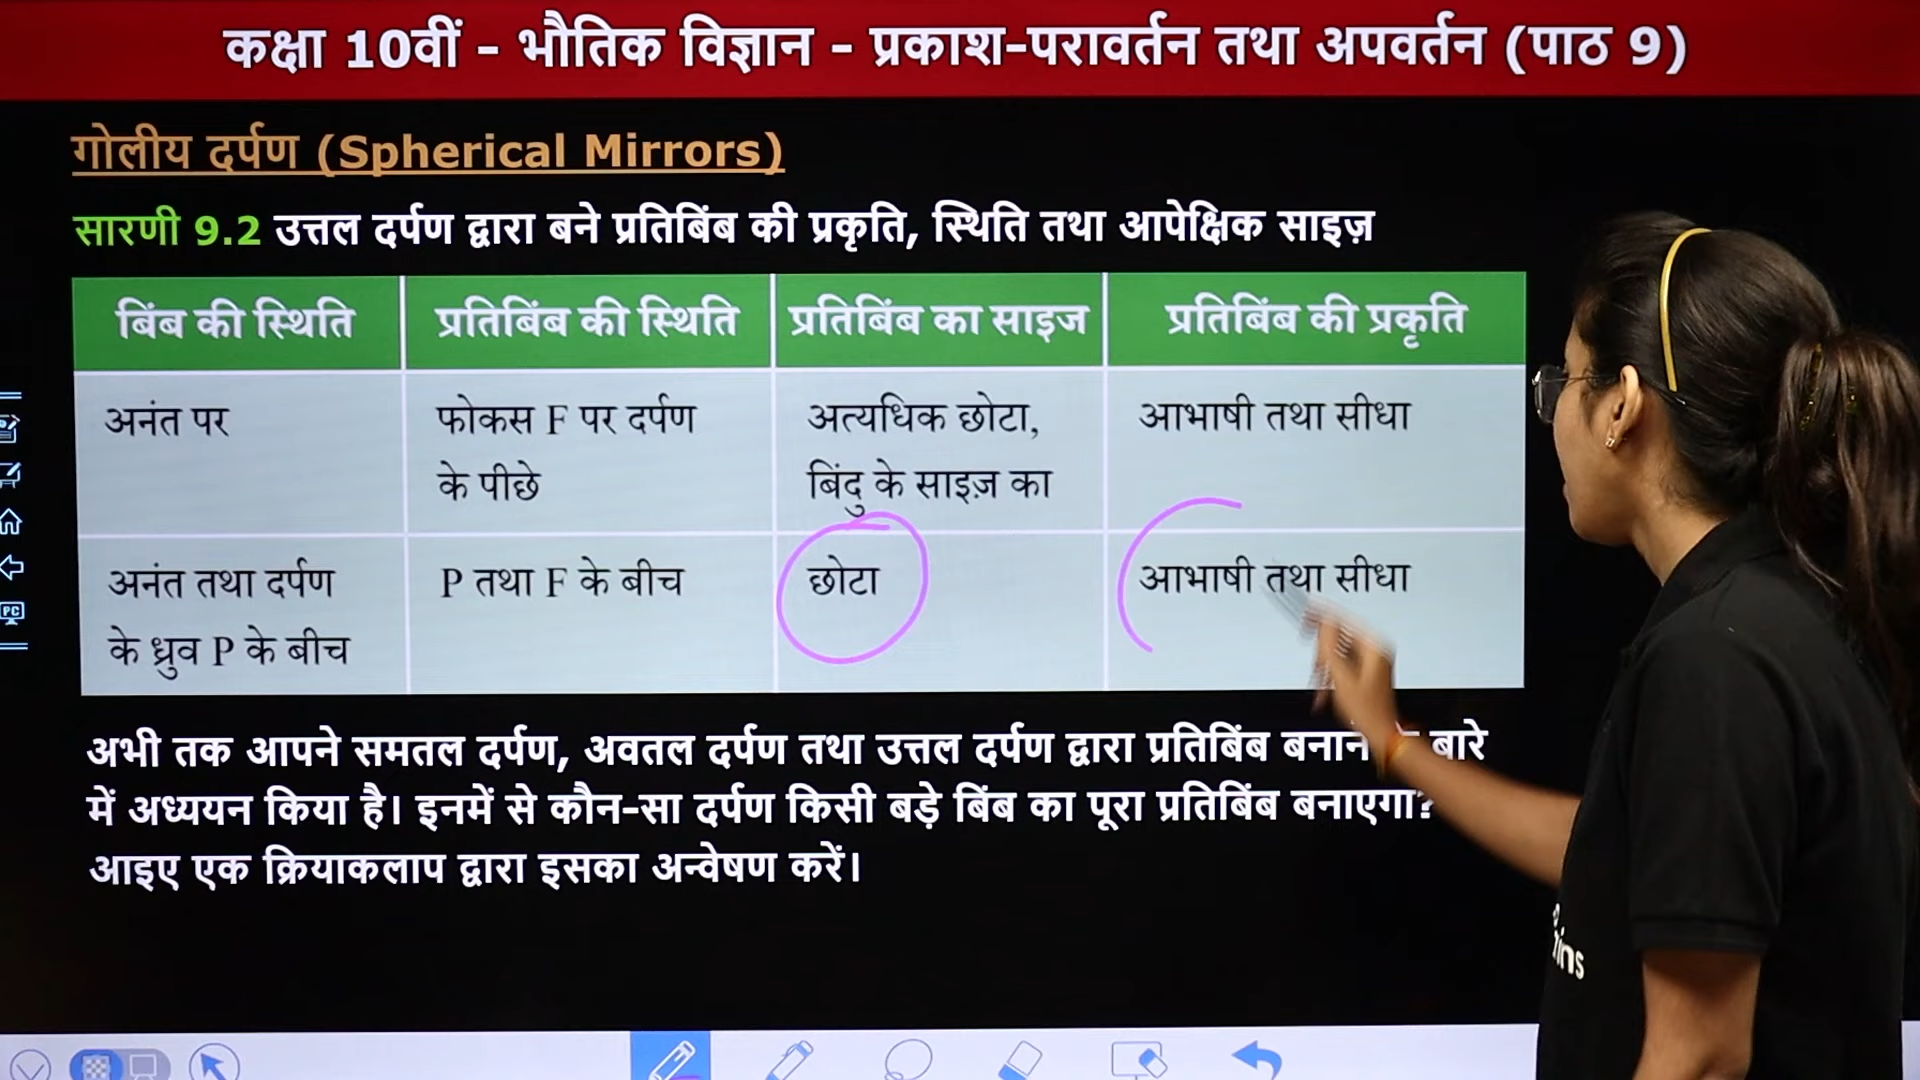 कक्षा 10वीं - भौतिक विज्ञान - प्रकाश-परावर्तन तथा अपवर्तन (पाठ 9)
गोलीय दर्पण (Spherical Mirrors)
सारणी 9.2 उत्तल दर्पण द्वारा बने प्रतिबिंब की प्रकृति, स्थिति तथा आपेक्षिक साइज़
बिंब की स्थिति प्रतिबिंब की स्थिति प्रतिबिंब का साइज प्रतिबिंब की प्रकृति
अनंत पर फोकस F पर दर्पण अत्यधिक छोटा, आभाषी तथा सीधा
के पीछे बिंदु के साइज़ का
अनंत तथा दर्पण P तथा F के बीच छोटा आभाषी तथा सीधा
के ध्रुव P के बीच
अभी तक आपने समतल दर्पण, अवतल दर्पण तथा उत्तल दर्पण द्वारा प्रतिबिंब बनाने बारे
में अध्ययन किया है। इनमें से कौन-सा दर्पण किसी बड़े बिंब का पूरा प्रतिबिंब बनाएगा?
आइए एक क्रियाकलाप द्वारा इसका अन्वेषण करें।
PC